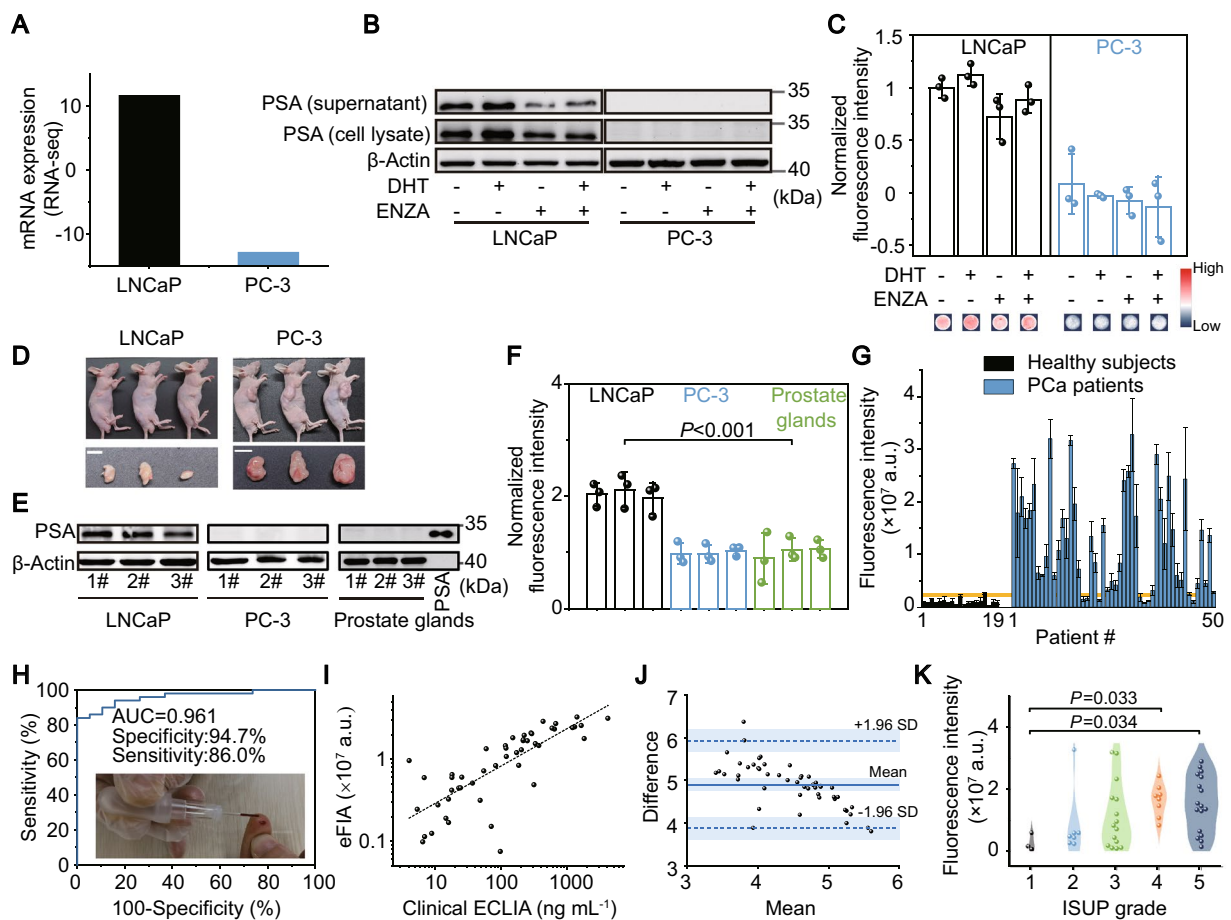 A
mRNA expression
(RNA-seq)
10
0
-10
LNCaP
PC-3
B
PSA (supernatant)
PSA (cell lysate)
β-Actin
35
35
40
(kDa)
DHT - + - + - + - +
ENZA - - + + - - + +
LNCaP
PC-3
C
Normalized
fluorescence intensity
1.5
1.0
0.5
0
-0.5
LNCaP
PC-3
DHT - + - + - + - +
ENZA - - + + - - + +
High
Low
D
LNCaP
PC-3
E
PSA
β-Actin
35
40
(kDa)
1# 2# 3# 1# 2# 3# 1# 2# 3# PSA
LNCaP
PC-3
Prostate glands
F
Normalized
fluorescence intensity
4
2
0
LNCaP
PC-3
Prostate
glands
P<0.001
G
Healthy subjects
PCa patients
Fluorescence intensity
(×10⁷ a.u.)
4
3
2
1
0
1 19 1 50
Patient #
H
Sensitivity (%)
100
80
60
40
20
0
AUC=0.961
Specificity:94.7%
Sensitivity:86.0%
0 20 40 60 80 100
100-Specificity (%)
I
eFIA (×10⁷ a.u.)
1
0.1
10 100 1000
Clinical ECLIA (ng mL⁻¹)
J
Difference
7
6
5
4
3
+1.96 SD
Mean
-1.96 SD
3 4 5 6
Mean
K
Fluorescence intensity
(×10⁷ a.u.)
4
2
0
P=0.033
P=0.034
1 2 3 4 5
ISUP grade